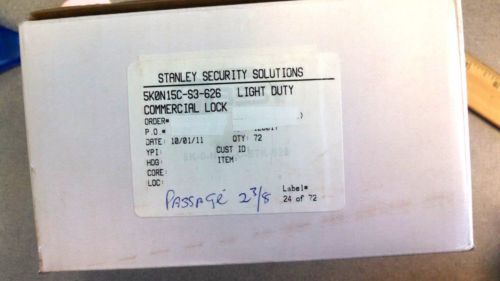 STANLEY SECURITY SOLUTIONS
5K0N15C-S3-626 LIGHT DUTY
COMMERCIAL LOCK
ORDER#
P.O.#
DATE: 10/01/11 QTY: 72
YPI: CUST ID:
HDG: ITEM:
CORE:
LOC:
PASSAGE 2 3/8
Label#
24 of 72